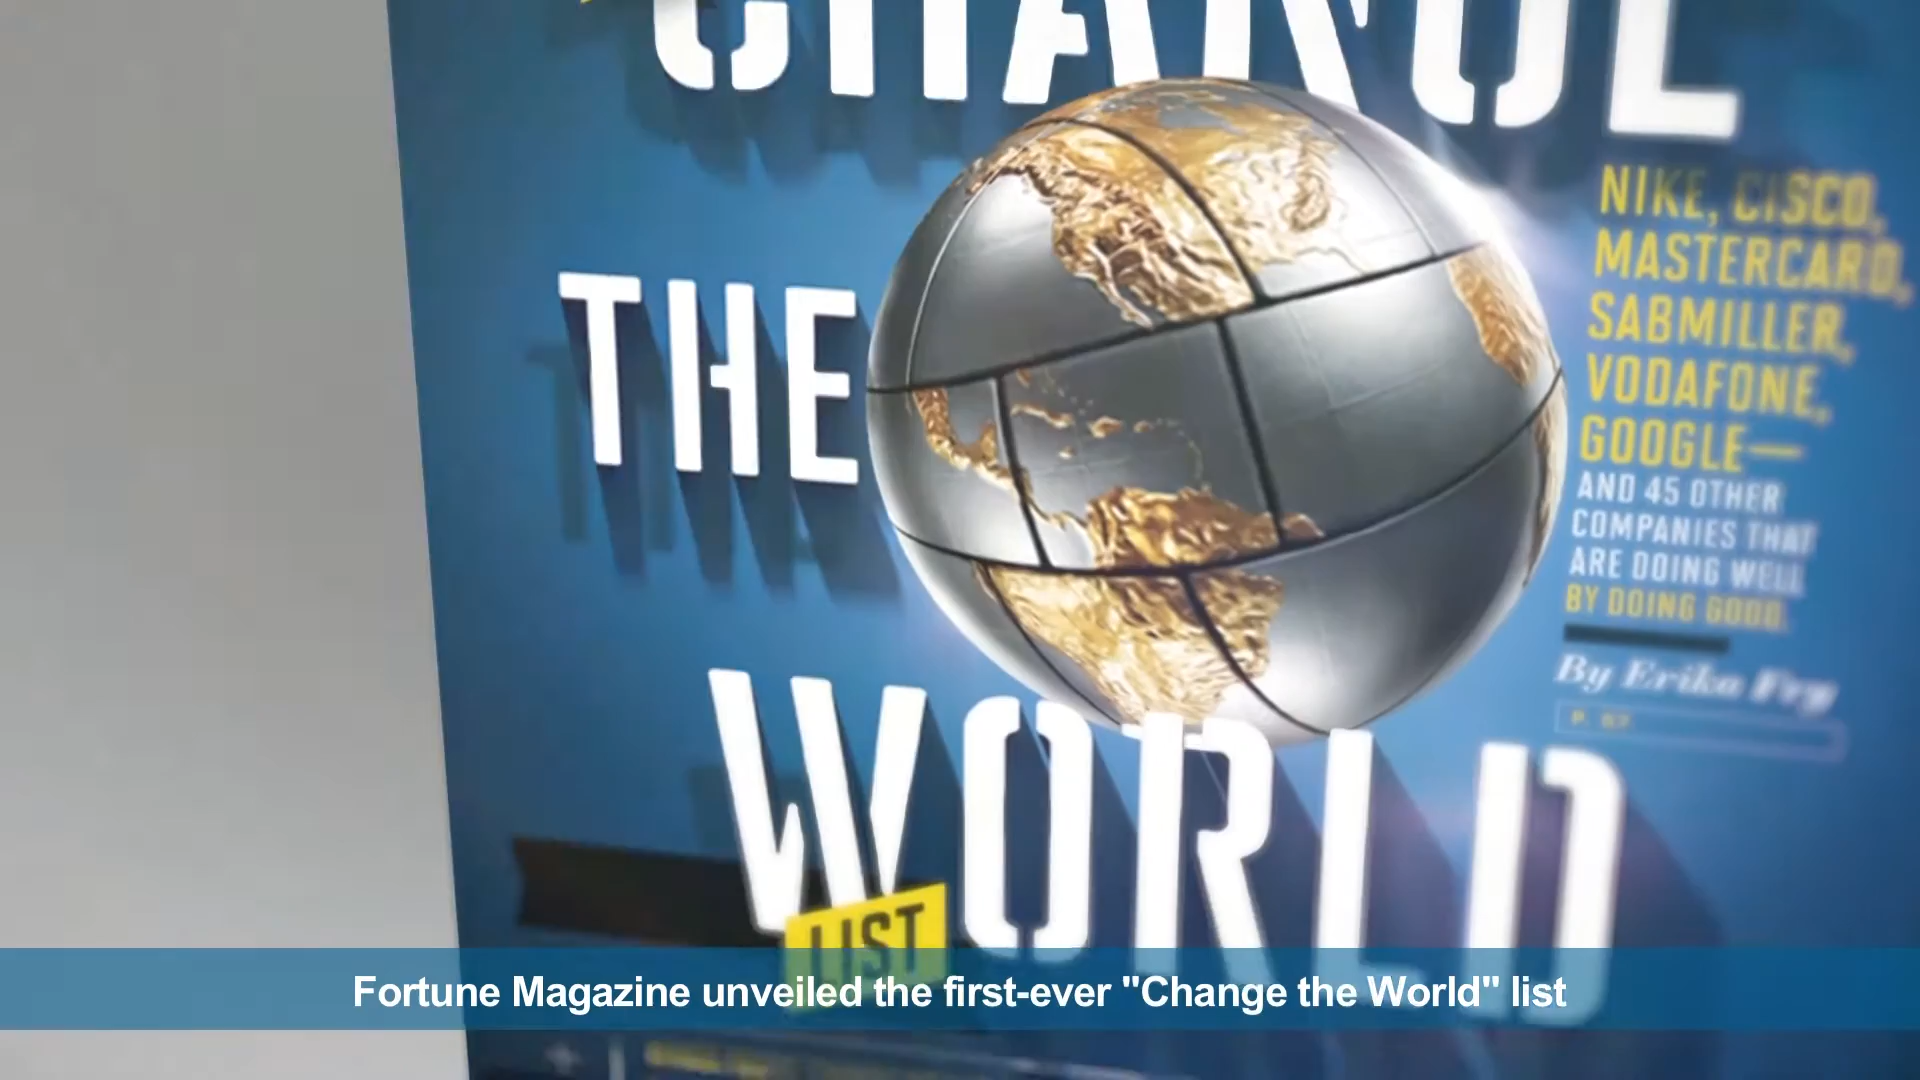 CHANGE
THE
WORLD
LIST
NIKE, CISCO,
MASTERCARD,
SABMILLER,
VODAFONE,
GOOGLE—
AND 45 OTHER
COMPANIES THAT
ARE DOING WELL
BY DOING GOOD.
By Erika Fry
P. 57
Fortune Magazine unveiled the first-ever "Change the World" list